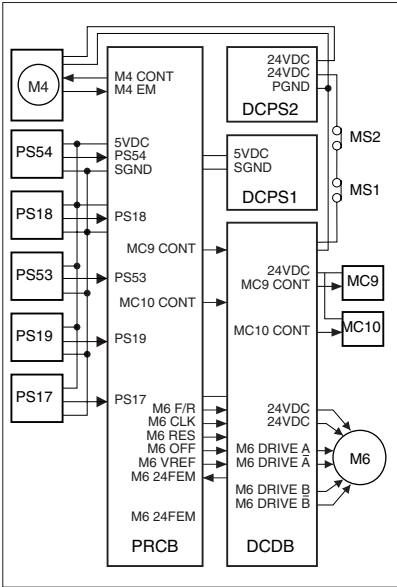 M4
M4 CONT
M4 EM
24VDC
24VDC
PGND
DCPS2
MS2
PS54
5VDC
PS54
SGND
5VDC
SGND
DCPS1
MS1
PS18
PS18
MC9 CONT
PS53
PS53
MC10 CONT
24VDC
MC9 CONT
MC9
MC10 CONT
MC10
PS19
PS19
PS17
PS17
M6 F/R
M6 CLK
M6 RES
M6 OFF
M6 VREF
M6 24FEM
M6 24FEM
24VDC
24VDC
M6 DRIVE A
M6 DRIVE A̅
M6 DRIVE B
M6 DRIVE B̅
M6
PRCB
DCDB